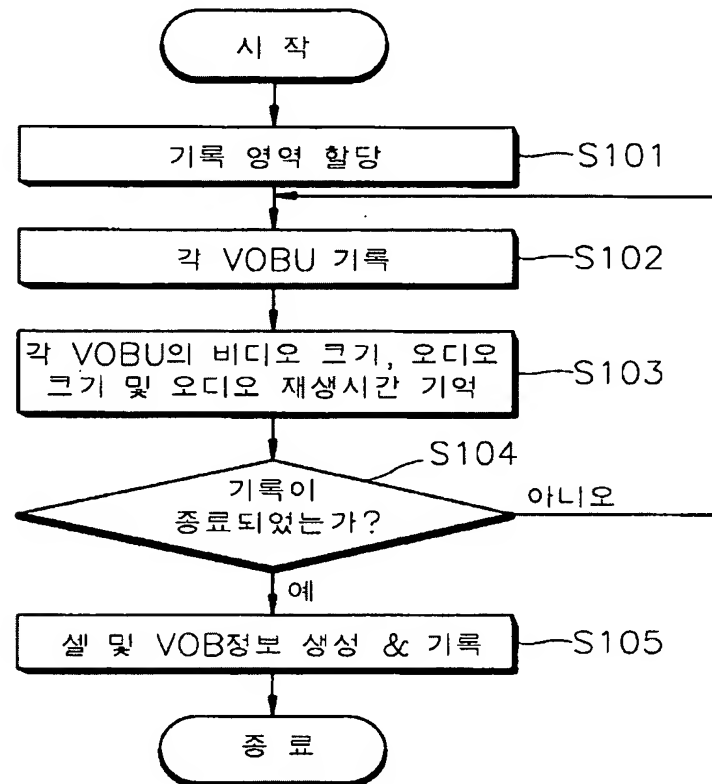 시 작
기록 영역 할당
S101
각 VOBU 기록
S102
각 VOBU의 비디오 크기, 오디오
크기 및 오디오 재생시간 기억
S103
S104
기록이
종료되었는가?
아니오
예
셀 및 VOB정보 생성 & 기록
S105
종 료